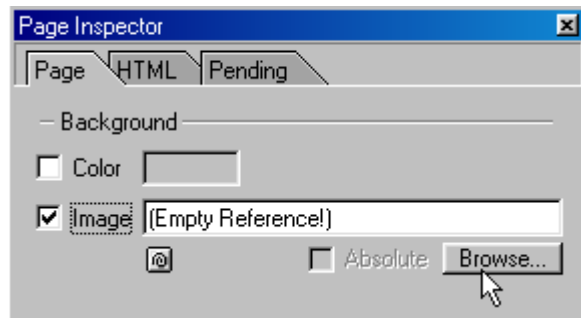 Page Inspector
Page HTML Pending
Background
Color
Image (Empty Reference!)
Absolute Browse...